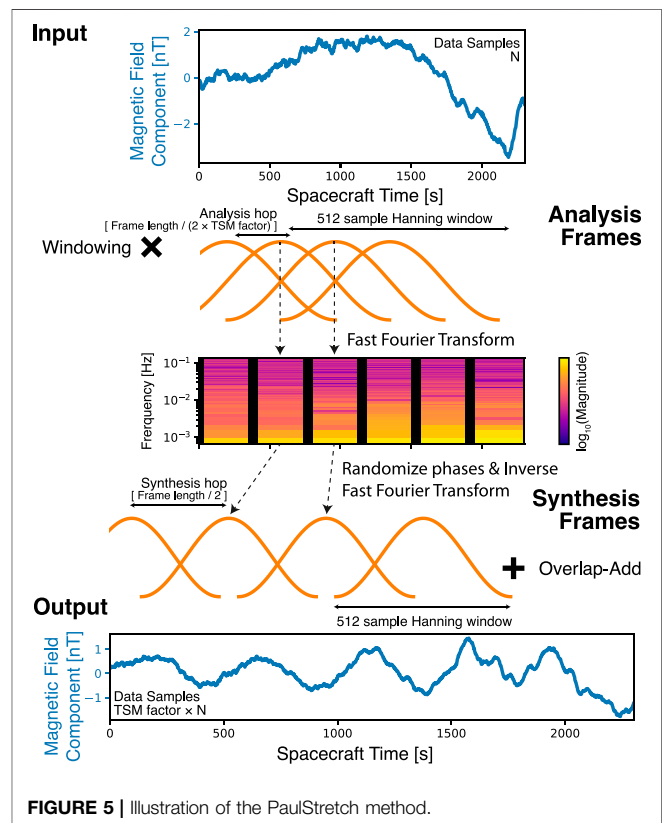 Input
Magnetic Field
Component [nT]
2
0
−2
Data Samples
N
0
500
1000
1500
2000
Spacecraft Time [s]
Analysis hop
[ Frame length / (2 × TSM factor) ]
512 sample Hanning window
Analysis
Frames
Windowing
Fast Fourier Transform
Frerquency [Hz]
10−1
10−2
10−3
log10(Magnitude)
Randomize phases & Inverse
Fast Fourier Transform
Synthesis hop
[ Frame length / 2 ]
Synthesis
Frames
+ Overlap-Add
512 sample Hanning window
Output
Magnetic Field
Component [nT]
1
0
−1
Data Samples
TSM factor × N
0
500
1000
1500
2000
Spacecraft Time [s]
FIGURE 5 | Illustration of the PaulStretch method.